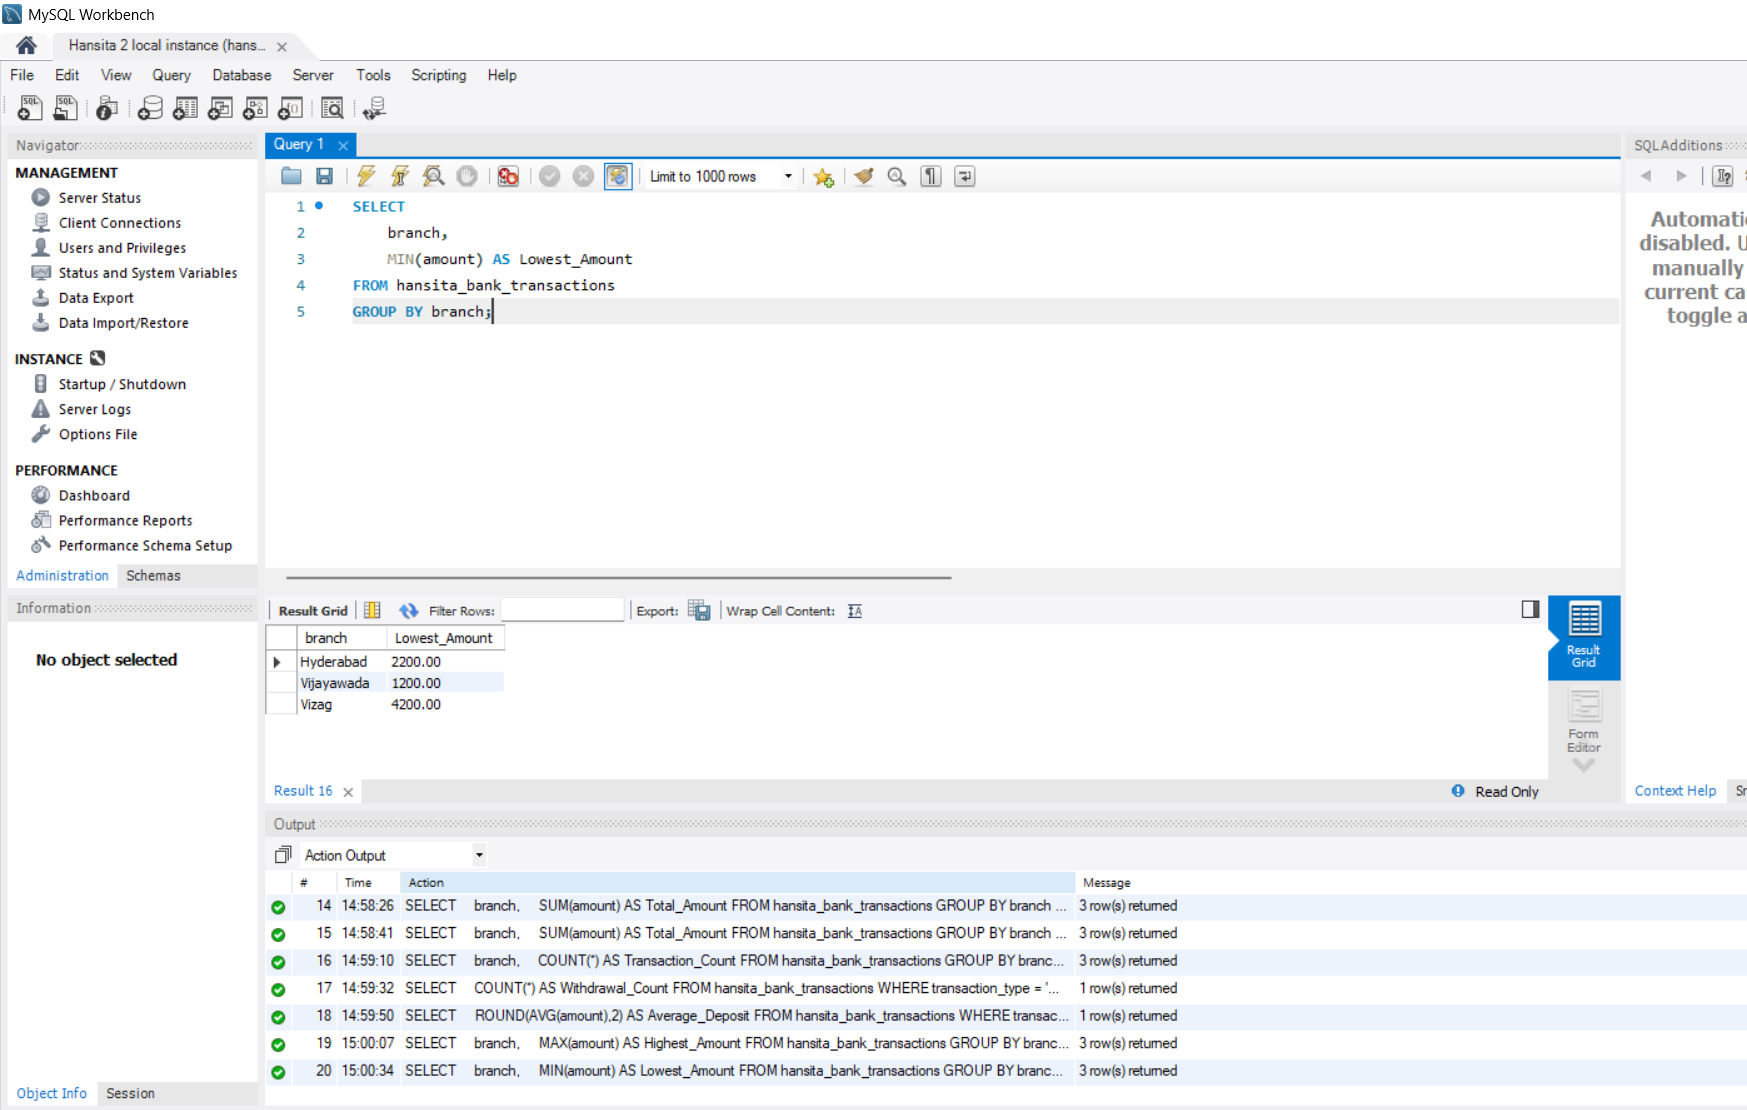 MySQL Workbench
Hansita 2 local instance (hans...
File Edit View Query Database Server Tools Scripting Help
Navigator
MANAGEMENT
Server Status
Client Connections
Users and Privileges
Status and System Variables
Data Export
Data Import/Restore
INSTANCE
Startup / Shutdown
Server Logs
Options File
PERFORMANCE
Dashboard
Performance Reports
Performance Schema Setup
Administration Schemas
Information
No object selected
Object Info Session
Query 1
Limit to 1000 rows
1 SELECT
2 branch,
3 MIN(amount) AS Lowest_Amount
4 FROM hansita_bank_transactions
5 GROUP BY branch;
Result Grid Filter Rows: Export: Wrap Cell Content:
branch Lowest_Amount
Hyderabad 2200.00
Vijayawada 1200.00
Vizag 4200.00
Result
Grid
Form
Editor
Result 16 Read Only
SQLAdditions
Automati
disabled. U
manually
current ca
toggle a
Context Help Sr
Output
Action Output
# Time Action Message
14 14:58:26 SELECT branch, SUM(amount) AS Total_Amount FROM hansita_bank_transactions GROUP BY branch ... 3 row(s) returned
15 14:58:41 SELECT branch, SUM(amount) AS Total_Amount FROM hansita_bank_transactions GROUP BY branch ... 3 row(s) returned
16 14:59:10 SELECT branch, COUNT(*) AS Transaction_Count FROM hansita_bank_transactions GROUP BY branc... 3 row(s) returned
17 14:59:32 SELECT COUNT(*) AS Withdrawal_Count FROM hansita_bank_transactions WHERE transaction_type = '... 1 row(s) returned
18 14:59:50 SELECT ROUND(AVG(amount),2) AS Average_Deposit FROM hansita_bank_transactions WHERE transac... 1 row(s) returned
19 15:00:07 SELECT branch, MAX(amount) AS Highest_Amount FROM hansita_bank_transactions GROUP BY branc... 3 row(s) returned
20 15:00:34 SELECT branch, MIN(amount) AS Lowest_Amount FROM hansita_bank_transactions GROUP BY branc... 3 row(s) returned